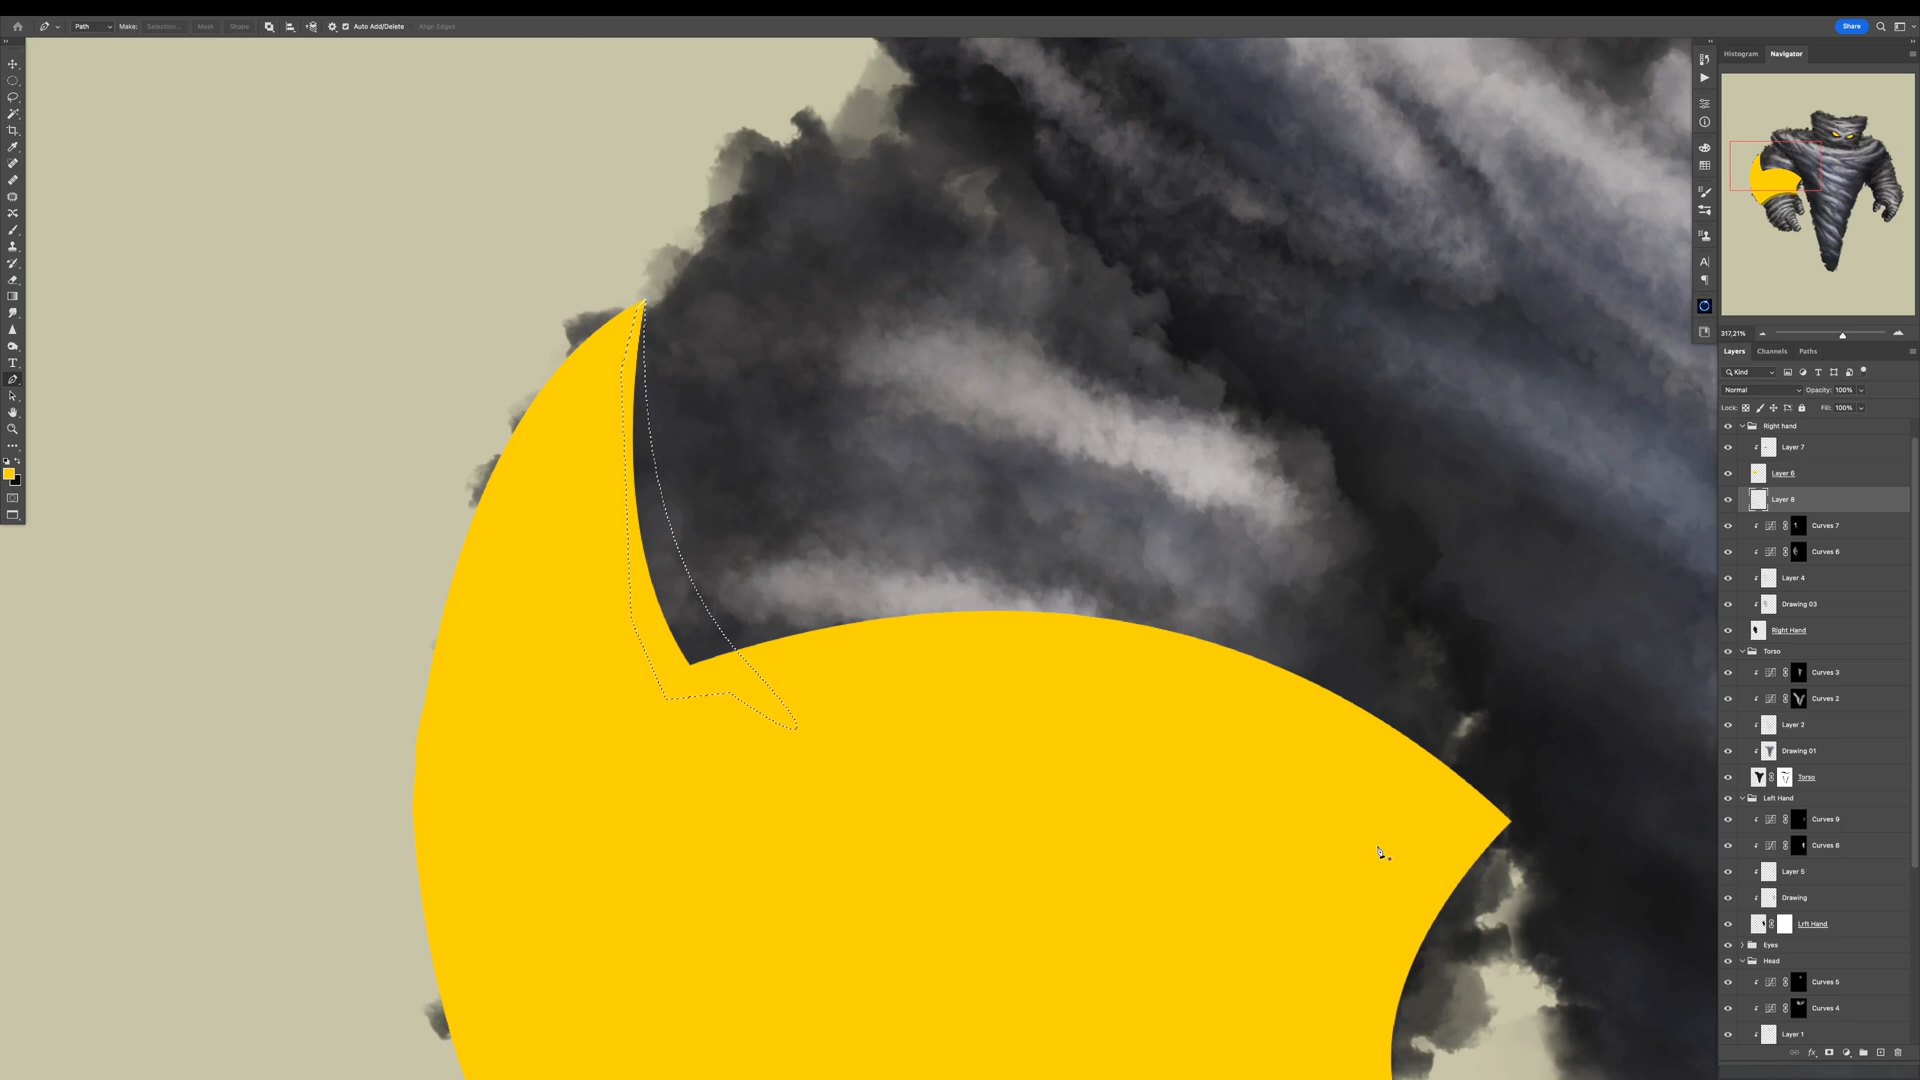 Path
Make:
Selection...
Mask
Shape
Auto Add/Delete
Align Edges
Share
Histogram
Navigator
317,21%
Layers
Channels
Paths
Kind
Normal
Opacity: 100%
Lock:
Fill: 100%
Right hand
Layer 7
Layer 6
Layer 8
Curves 7
Curves 6
Layer 4
Drawing 03
Right Hand
Torso
Curves 3
Curves 2
Layer 2
Drawing 01
Torso
Left Hand
Curves 9
Curves 8
Layer 5
Drawing
Lrft Hand
Eyes
Head
Curves 5
Curves 4
Layer 1